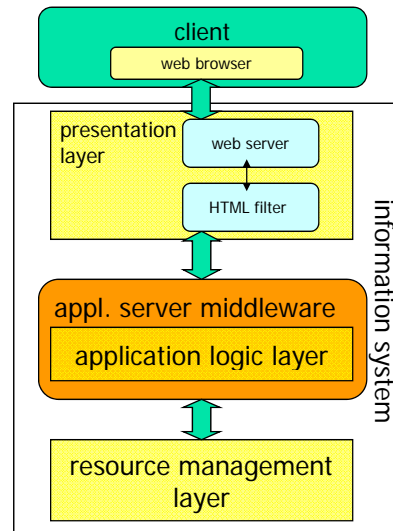 client
web browser
presentation
layer
web server
HTML filter
information system
appl. server middleware
application logic layer
resource management
layer